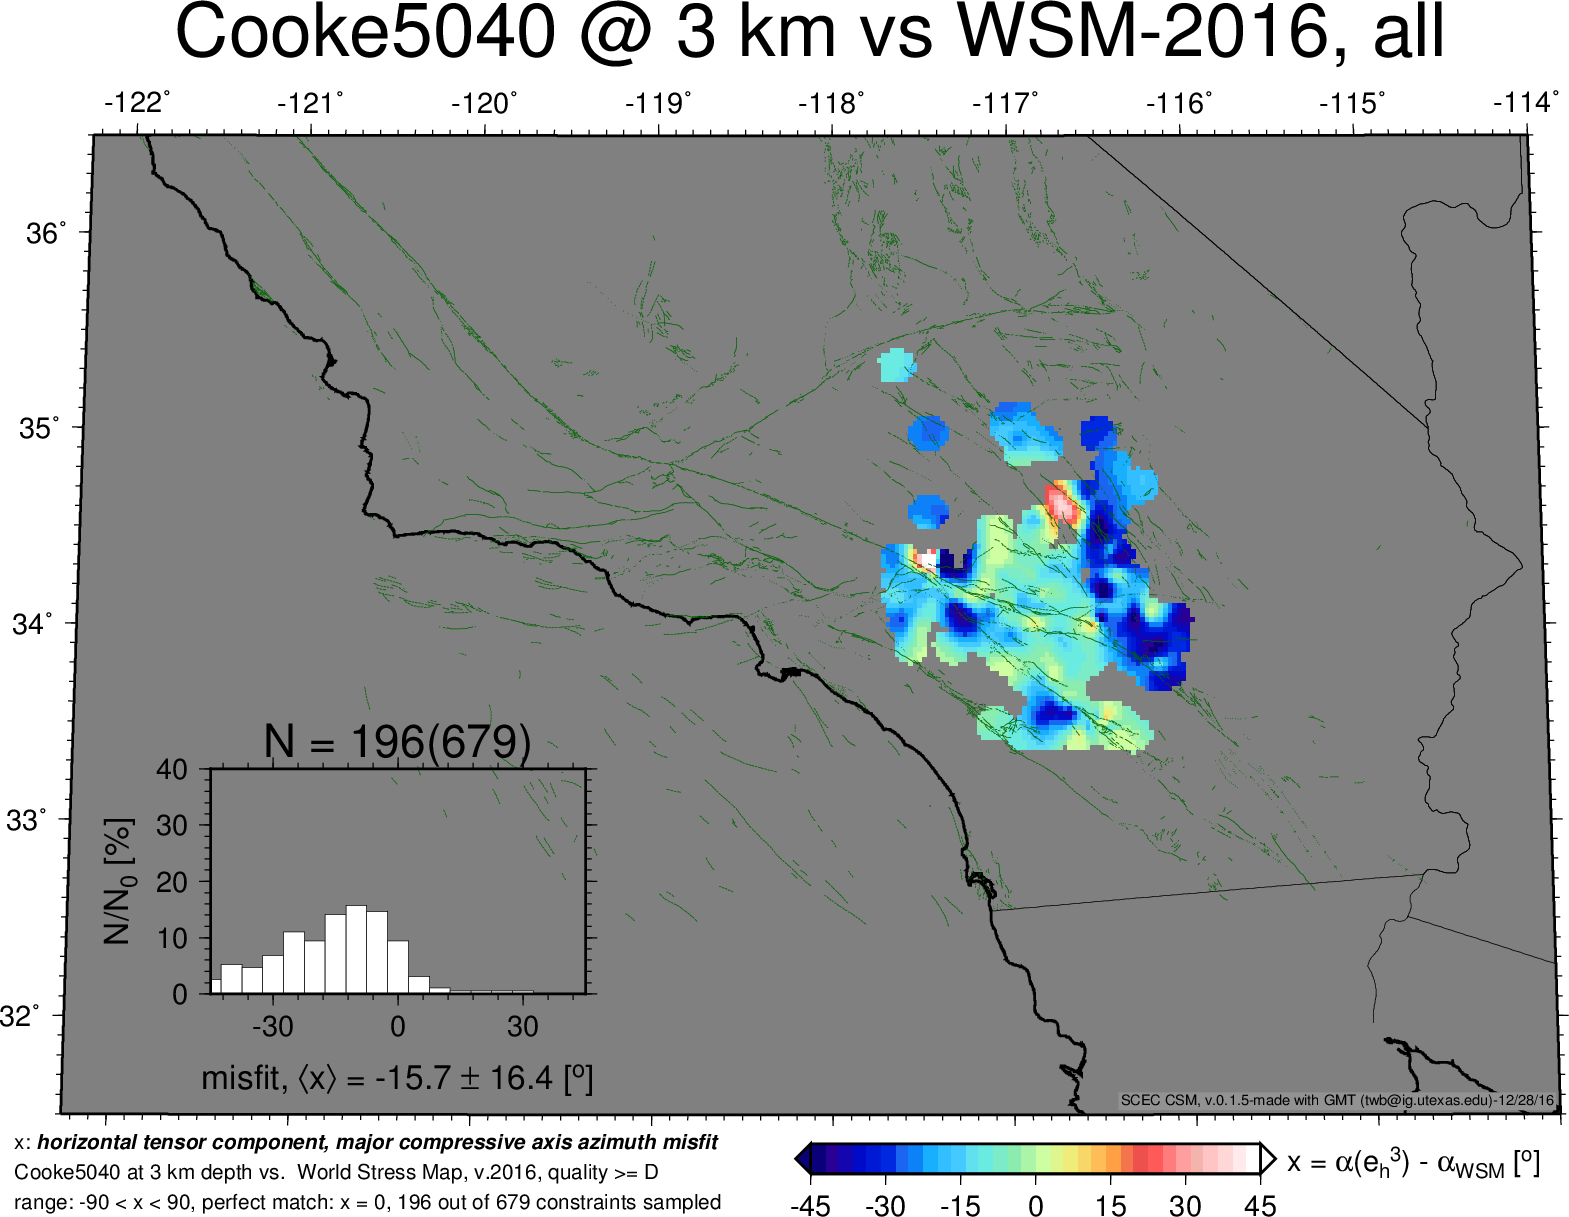 Cooke5040 @ 3 km vs WSM-2016, all
-122° -121° -120° -119° -118° -117° -116° -115° -114°
36°
35°
34°
33°
32°
N = 196(679)
40
30
20
10
0
N/N0 [%]
-30 0 30
misfit, ⟨x⟩ = -15.7 ± 16.4 [º]
SCEC CSM, v.0.1.5-made with GMT (twb@ig.utexas.edu)-12/28/16
x: horizontal tensor component, major compressive axis azimuth misfit
Cooke5040 at 3 km depth vs. World Stress Map, v.2016, quality >= D
range: -90 < x < 90, perfect match: x = 0, 196 out of 679 constraints sampled
x = α(eh3) - αWSM [º]
-45 -30 -15 0 15 30 45